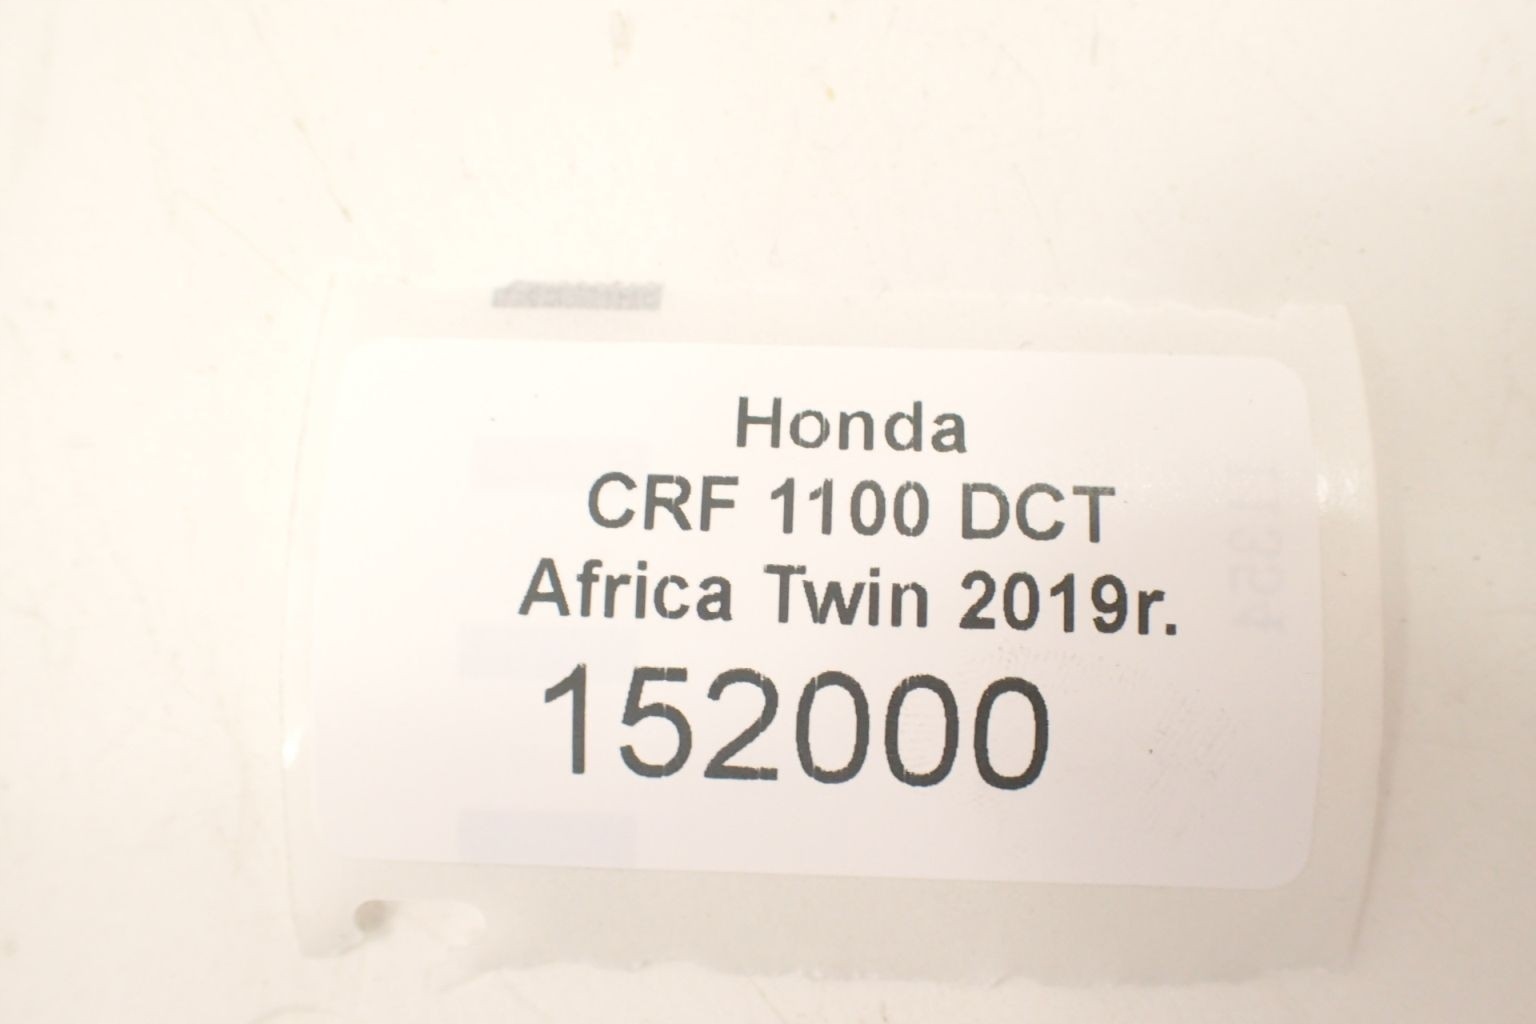 Honda
CRF 1100 DCT
Africa Twin 2019r.
152000